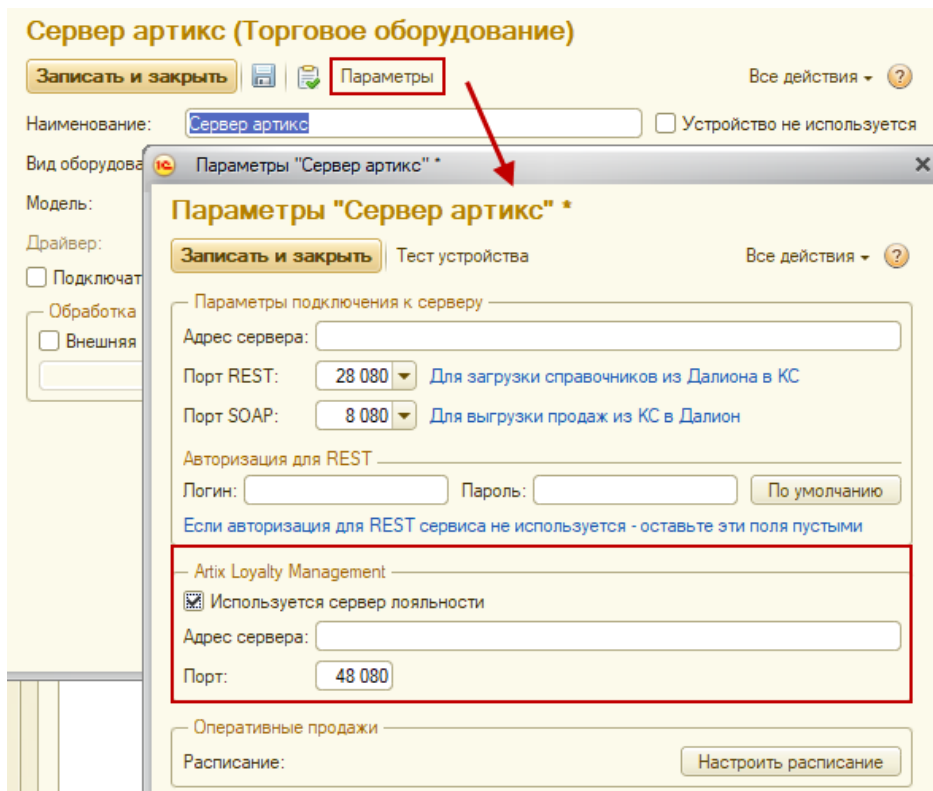 Сервер артикс (Торговое оборудование)
Записать и закрыть Параметры Все действия ?
Наименование: Сервер артикс Устройство не используется
Вид оборудова
1С Параметры "Сервер артикс" *
Модель:
Параметры "Сервер артикс" *
Драйвер:
Записать и закрыть Тест устройства Все действия ?
Подключат
Обработка
Внешняя
Параметры подключения к серверу
Адрес сервера:
Порт REST: 28 080 Для загрузки справочников из Далиона в КС
Порт SOAP: 8 080 Для выгрузки продаж из КС в Далион
Авторизация для REST
Логин: Пароль: По умолчанию
Если авторизация для REST сервиса не используется - оставьте эти поля пустыми
Artix Loyalty Management
Используется сервер лояльности
Адрес сервера:
Порт: 48 080
Оперативные продажи
Расписание: Настроить расписание